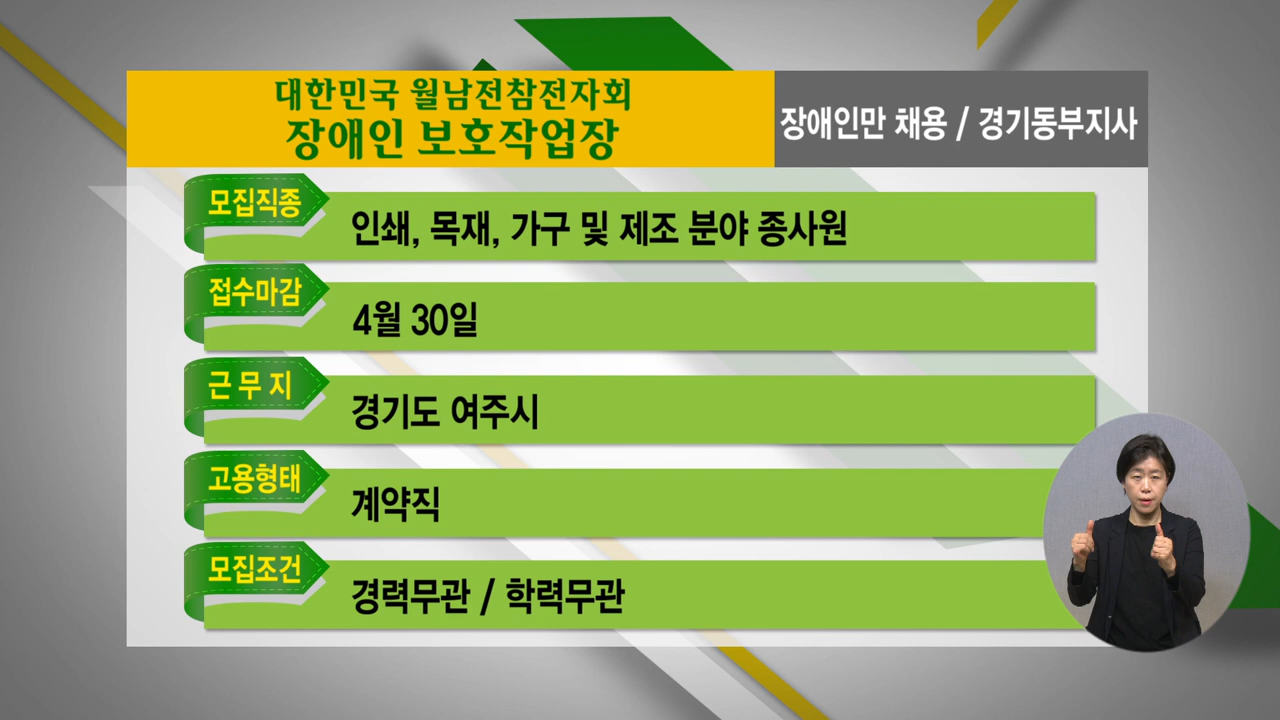 대한민국 월남전참전자회
장애인 보호작업장
장애인만 채용 / 경기동부지사
모집직종
인쇄, 목재, 가구 및 제조 분야 종사원
접수마감
4월 30일
근 무 지
경기도 여주시
고용형태
계약직
모집조건
경력무관 / 학력무관